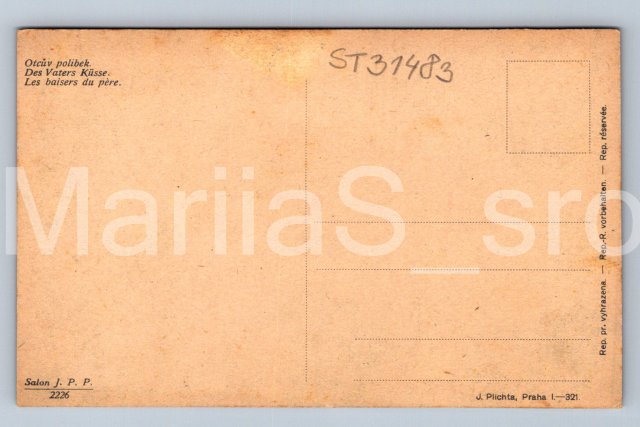 Otcův polibek.
Des Vaters Küsse.
Les baisers du père.
ST31483
MariiaS_sro
Rep. pr. vyhrazena. — Rep.-R. vorbehalten. — Rep. réservée.
Salon J. P. P.
2226
J. Plichta, Praha I.—321